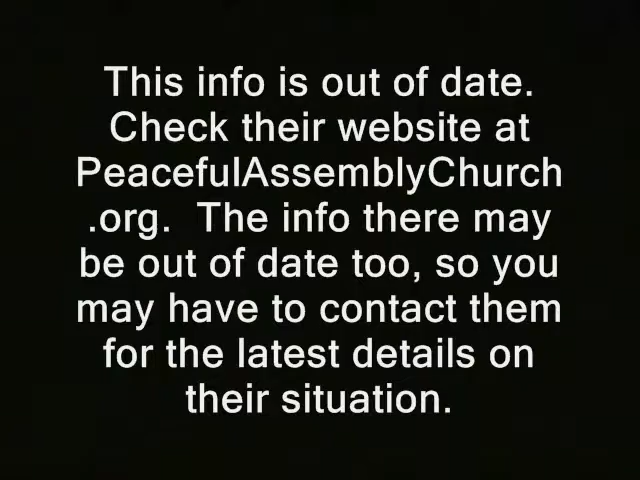 This info is out of date.
Check their website at
PeacefulAssemblyChurch
.org.  The info there may
be out of date too, so you
may have to contact them
for the latest details on
their situation.